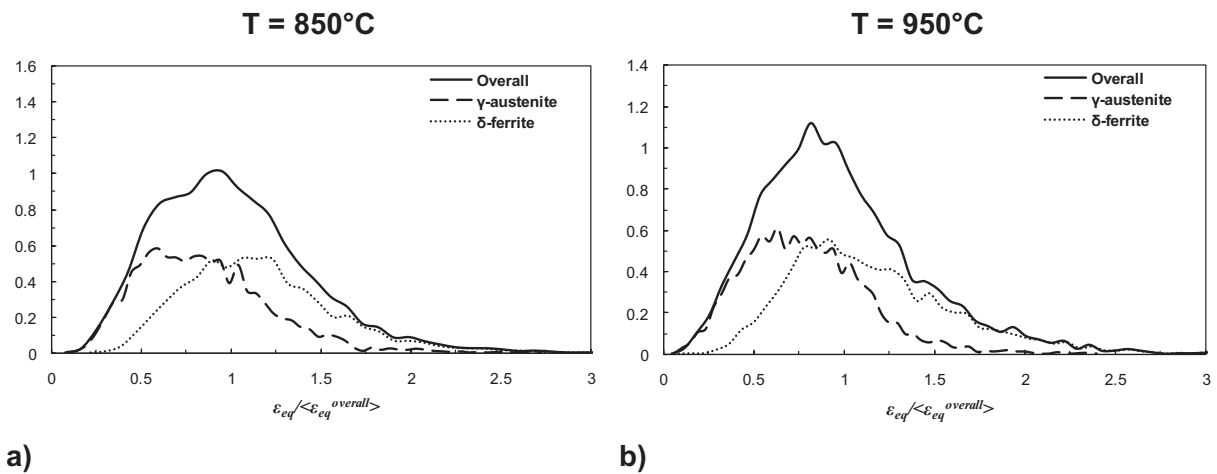 T = 850°C
1.6
1.4
1.2
1
0.8
0.6
0.4
0.2
0
0 0.5 1 1.5 2 2.5 3
Overall
γ-austenite
δ-ferrite
ε_eq/<ε_eq^overall>
a)
T = 950°C
1.4
1.2
1
0.8
0.6
0.4
0.2
0
0 0.5 1 1.5 2 2.5 3
Overall
γ-austenite
δ-ferrite
ε_eq/<ε_eq^overall>
b)